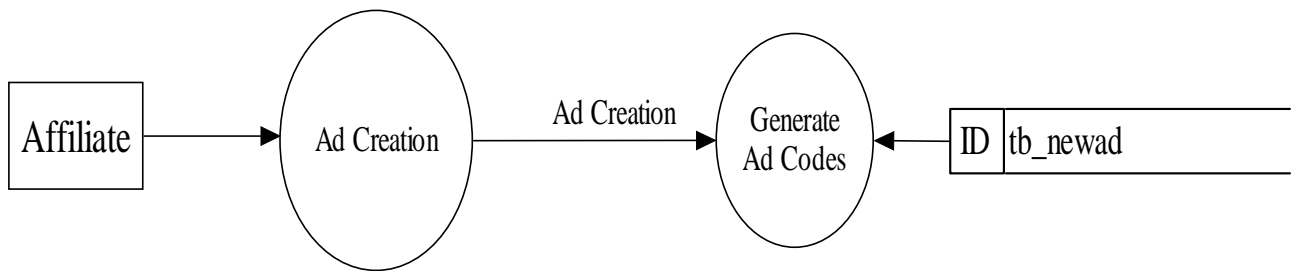 Affiliate
Ad Creation
Ad Creation
Generate
Ad Codes
ID
tb_newad